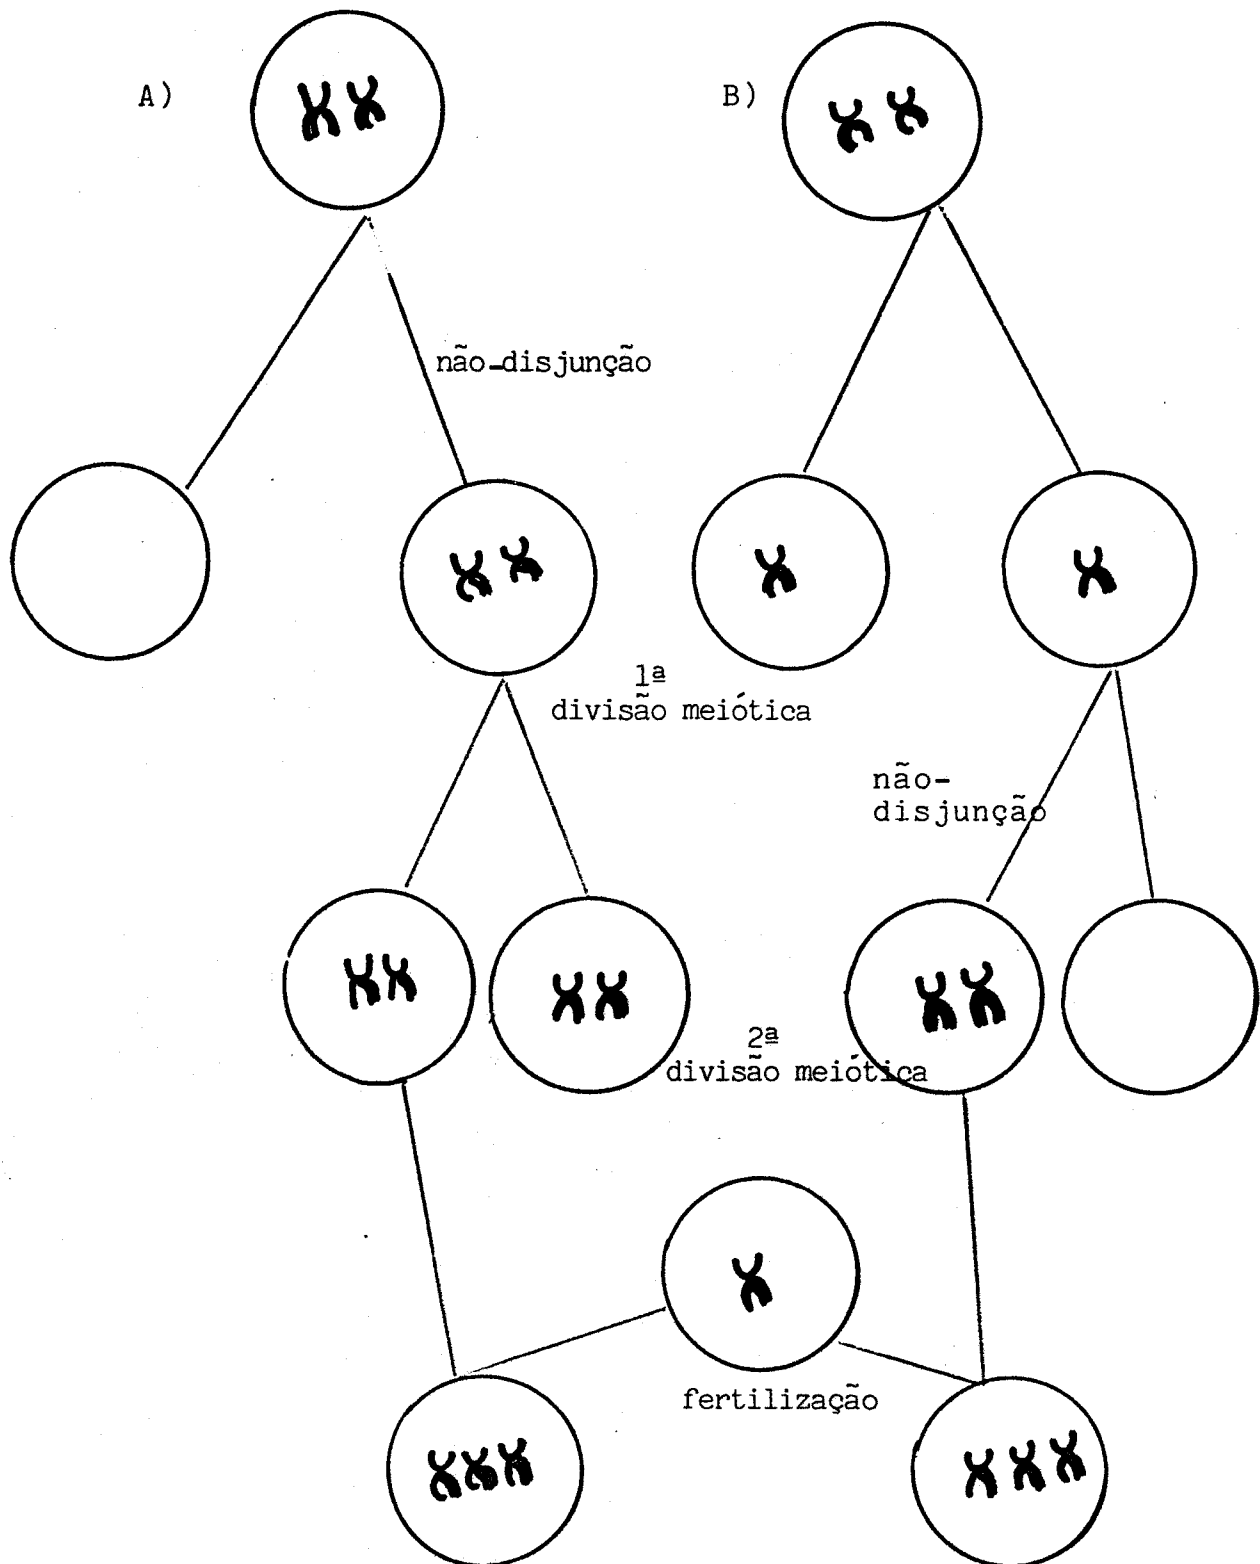 A)
B)
não-disjunção
1ª
divisão meiótica
não-
disjunção
2ª
divisão meiótica
fertilização